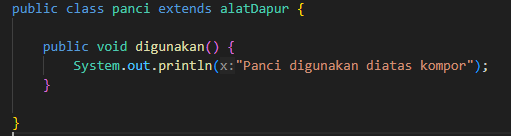 public class panci extends alatDapur {
public void digunakan() {
System.out.println(x:"Panci digunakan diatas kompor");
}
}